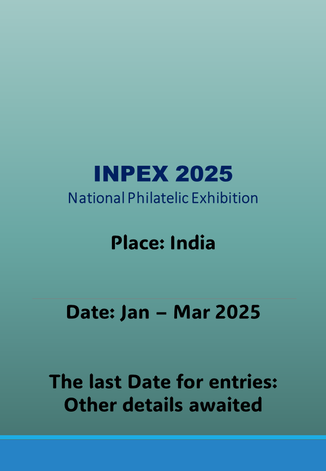 INPEX 2025
National Philatelic Exhibition
Place: India
Date: Jan – Mar 2025
The last Date for entries:
Other details awaited